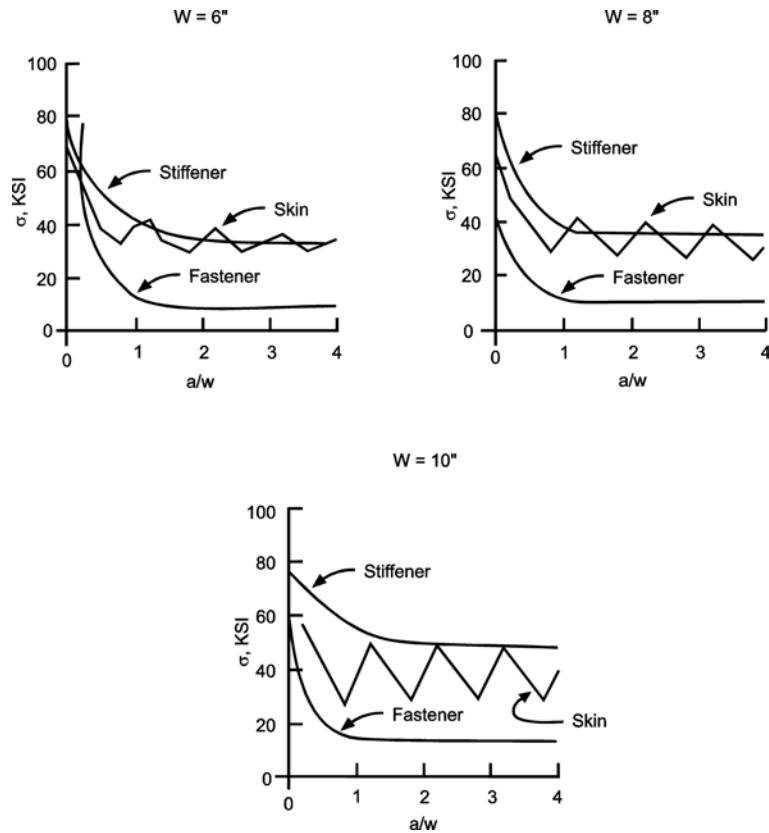 W = 6"
100
80
60
40
20
0
σ, KSI
Stiffener
Skin
Fastener
0 1 2 3 4
a/w
W = 8"
100
80
60
40
20
0
σ, KSI
Stiffener
Skin
Fastener
0 1 2 3 4
a/w
W = 10"
100
80
60
40
20
0
σ, KSI
Stiffener
Fastener
Skin
0 1 2 3 4
a/w